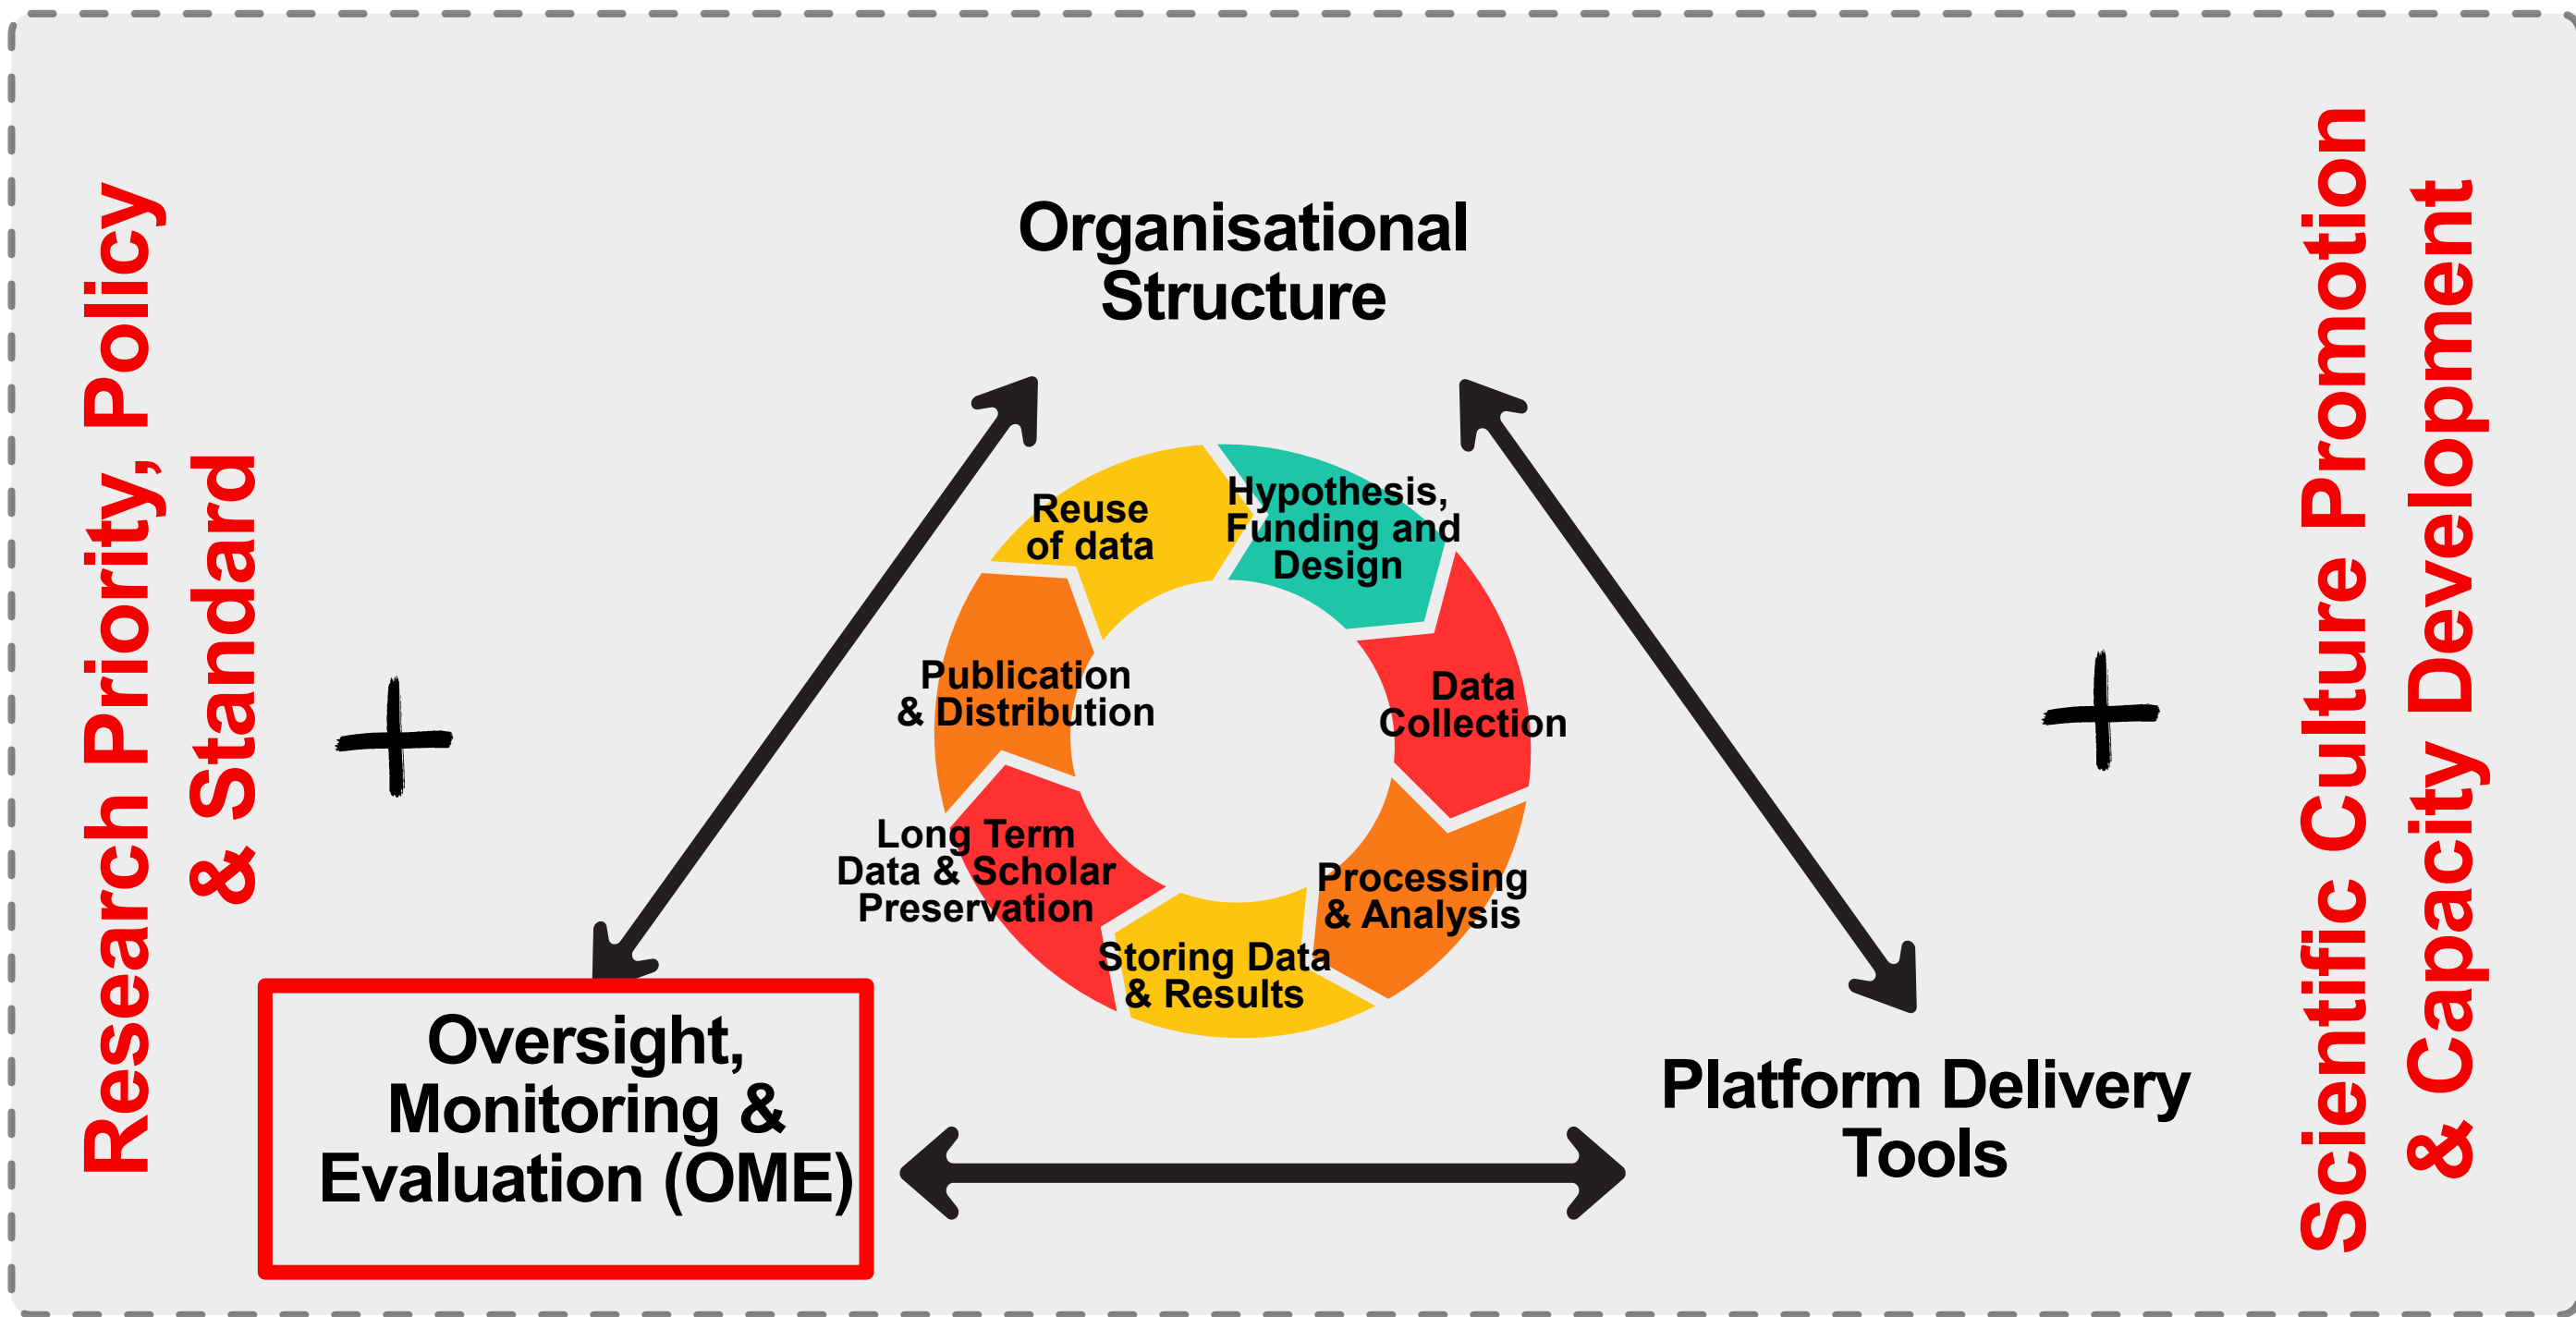 Research Priority, Policy
& Standard
Organisational
Structure
Hypothesis,
Funding and
Design
Data
Collection
Processing
& Analysis
Storing Data
& Results
Long Term
Data & Scholar
Preservation
Publication
& Distribution
Reuse
of data
Oversight,
Monitoring &
Evaluation (OME)
Platform Delivery
Tools
Scientific Culture Promotion
& Capacity Development